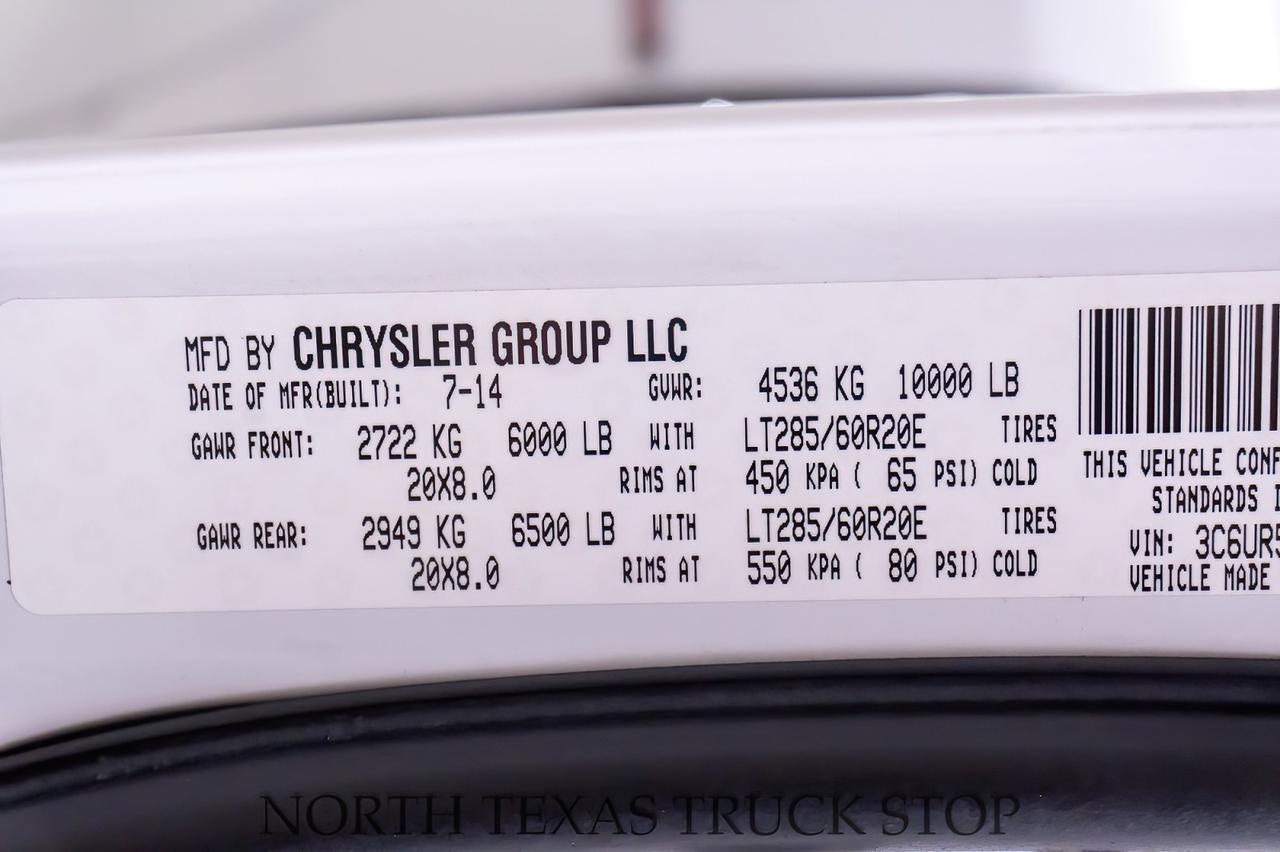 MFD BY CHRYSLER GROUP LLC
DATE OF MFR(BUILT): 7-14 GVWR: 4536 KG 10000 LB
GAWR FRONT: 2722 KG 6000 LB WITH LT285/60R20E TIRES
20X8.0 RIMS AT 450 KPA ( 65 PSI) COLD
GAWR REAR: 2949 KG 6500 LB WITH LT285/60R20E TIRES
20X8.0 RIMS AT 550 KPA ( 80 PSI) COLD
THIS VEHICLE CONF
STANDARDS I
VIN: 3C6UR5
VEHICLE MADE
NORTH TEXAS TRUCK STOP